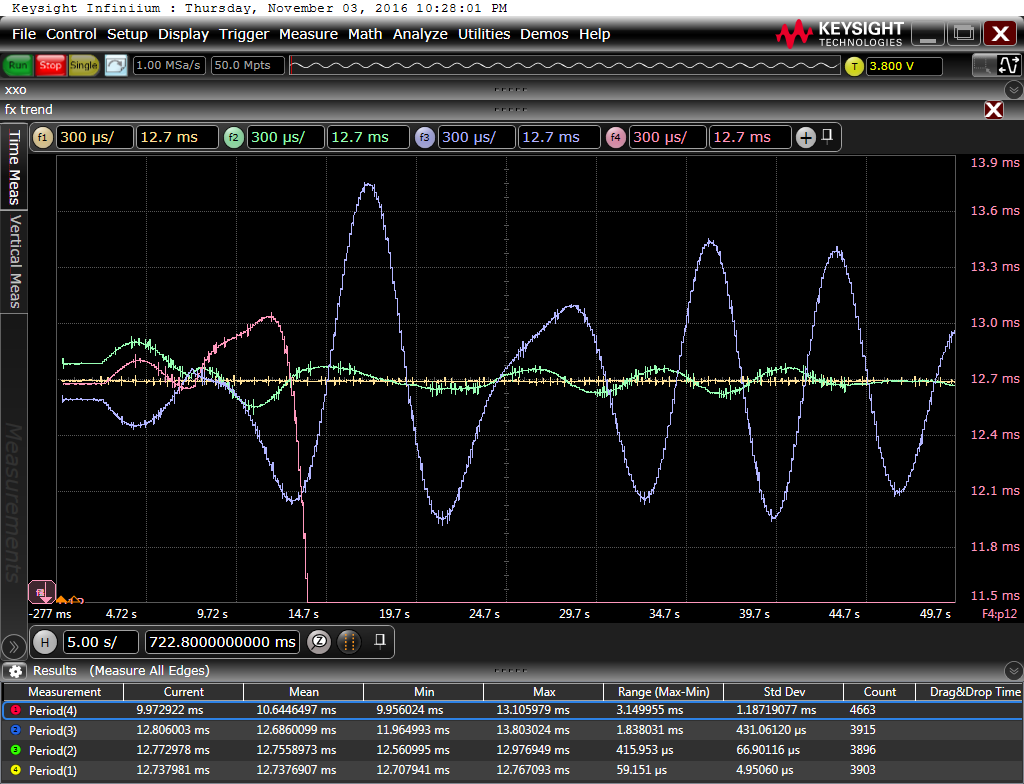 Keysight Infiniium : Thursday, November 03, 2016 10:28:01 PM
File Control Setup Display Trigger Measure Math Analyze Utilities Demos Help
KEYSIGHT
TECHNOLOGIES
Run Stop Single 1.00 MSa/s 50.0 Mpts T 3.800 V
xxo
fx trend
f1 300 µs/ 12.7 ms f2 300 µs/ 12.7 ms f3 300 µs/ 12.7 ms f4 300 µs/ 12.7 ms
Time Meas
Vertical Meas
Measurements
13.9 ms
13.6 ms
13.3 ms
13.0 ms
12.7 ms
12.4 ms
12.1 ms
11.8 ms
11.5 ms
-277 ms 4.72 s 9.72 s 14.7 s 19.7 s 24.7 s 29.7 s 34.7 s 39.7 s 44.7 s 49.7 s F4:p12
H 5.00 s/ 722.8000000000 ms
Results (Measure All Edges)
Measurement Current Mean Min Max Range (Max-Min) Std Dev Count Drag&Drop Time
Period(4) 9.972922 ms 10.6446497 ms 9.956024 ms 13.105979 ms 3.149955 ms 1.18719077 ms 4663
Period(3) 12.806003 ms 12.6860099 ms 11.964993 ms 13.803024 ms 1.838031 ms 431.06120 µs 3915
Period(2) 12.772978 ms 12.7558973 ms 12.560995 ms 12.976949 ms 415.953 µs 66.90116 µs 3896
Period(1) 12.737981 ms 12.7376907 ms 12.707941 ms 12.767093 ms 59.151 µs 4.95060 µs 3903